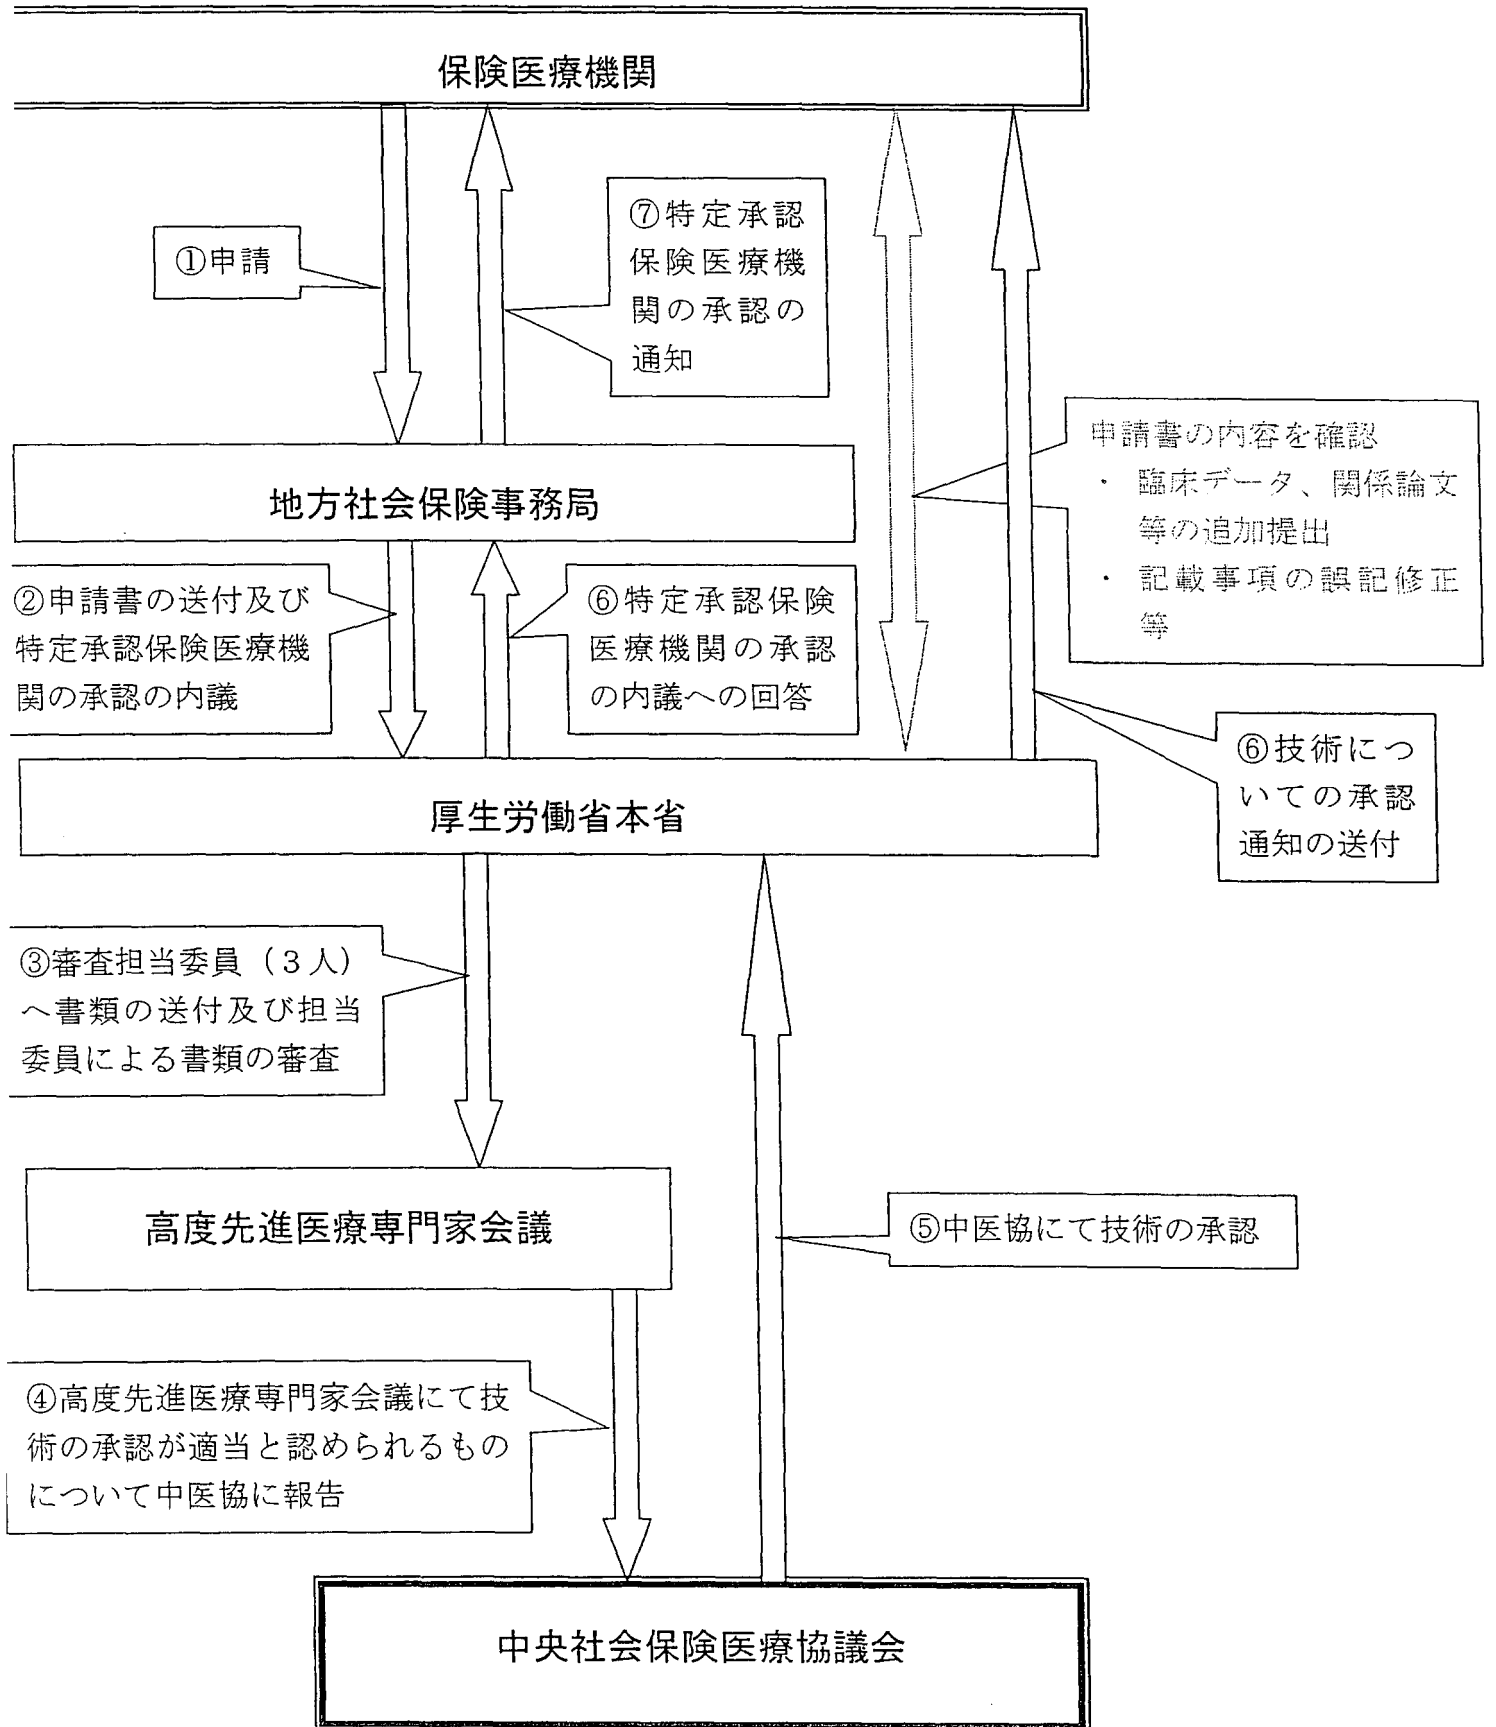 保険医療機関
①申請
⑦特定承認
保険医療機
関の承認の
通知
申請書の内容を確認
・ 臨床データ、関係論文
等の追加提出
・ 記載事項の誤記修正
等
地方社会保険事務局
②申請書の送付及び
特定承認保険医療機
関の承認の内議
⑥特定承認保険
医療機関の承認
の内議への回答
⑥技術につ
いての承認
通知の送付
厚生労働省本省
③審査担当委員（３人）
へ書類の送付及び担当
委員による書類の審査
高度先進医療専門家会議
⑤中医協にて技術の承認
④高度先進医療専門家会議にて技
術の承認が適当と認められるもの
について中医協に報告
中央社会保険医療協議会